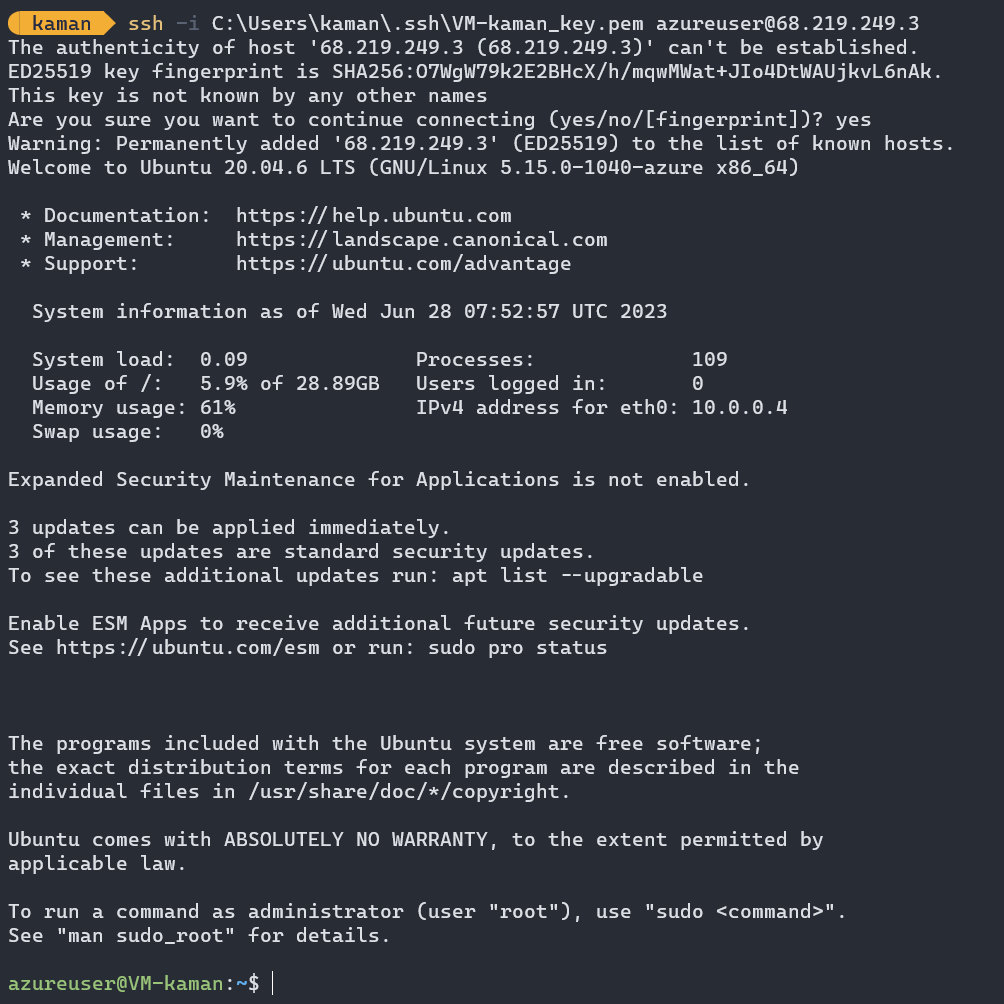 kaman ssh -i C:\Users\kaman\.ssh\VM-kaman_key.pem azureuser@68.219.249.3
The authenticity of host '68.219.249.3 (68.219.249.3)' can't be established.
ED25519 key fingerprint is SHA256:O7WgW79k2E2BHcX/h/mqwMWat+JIo4DtWAUjkvL6nAk.
This key is not known by any other names
Are you sure you want to continue connecting (yes/no/[fingerprint])? yes
Warning: Permanently added '68.219.249.3' (ED25519) to the list of known hosts.
Welcome to Ubuntu 20.04.6 LTS (GNU/Linux 5.15.0-1040-azure x86_64)

 * Documentation:  https://help.ubuntu.com
 * Management:     https://landscape.canonical.com
 * Support:        https://ubuntu.com/advantage

  System information as of Wed Jun 28 07:52:57 UTC 2023

  System load:  0.09              Processes:             109
  Usage of /:   5.9% of 28.89GB   Users logged in:       0
  Memory usage: 61%               IPv4 address for eth0: 10.0.0.4
  Swap usage:   0%

Expanded Security Maintenance for Applications is not enabled.

3 updates can be applied immediately.
3 of these updates are standard security updates.
To see these additional updates run: apt list --upgradable

Enable ESM Apps to receive additional future security updates.
See https://ubuntu.com/esm or run: sudo pro status

The programs included with the Ubuntu system are free software;
the exact distribution terms for each program are described in the
individual files in /usr/share/doc/*/copyright.

Ubuntu comes with ABSOLUTELY NO WARRANTY, to the extent permitted by
applicable law.

To run a command as administrator (user "root"), use "sudo <command>".
See "man sudo_root" for details.

azureuser@VM-kaman:~$